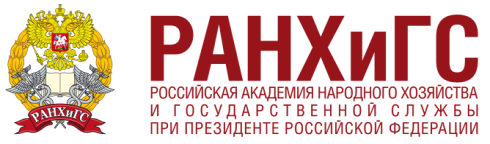 РАНХиГС
РАНХиГС
РОССИЙСКАЯ АКАДЕМИЯ НАРОДНОГО ХОЗЯЙСТВА
И ГОСУДАРСТВЕННОЙ СЛУЖБЫ
ПРИ ПРЕЗИДЕНТЕ РОССИЙСКОЙ ФЕДЕРАЦИИ